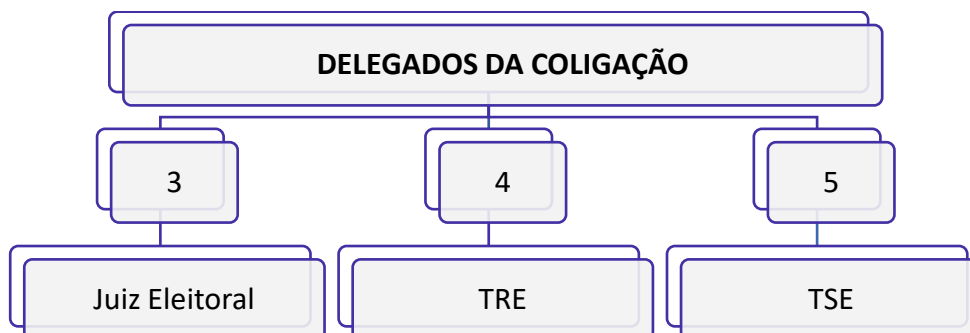 DELEGADOS DA COLIGAÇÃO
3
4
5
Juiz Eleitoral
TRE
TSE